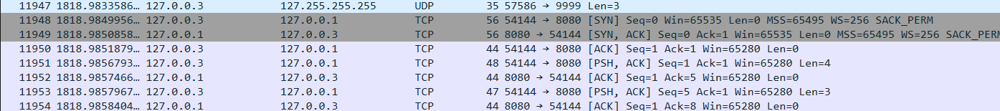 11947 1818.9833586… 127.0.0.3 127.255.255.255 UDP 35 57586 → 9999 Len=3
11948 1818.9849956… 127.0.0.3 127.0.0.1 TCP 56 54144 → 8080 [SYN] Seq=0 Win=65535 Len=0 MSS=65495 WS=256 SACK_PERM
11949 1818.9850858… 127.0.0.1 127.0.0.3 TCP 56 8080 → 54144 [SYN, ACK] Seq=0 Ack=1 Win=65535 Len=0 MSS=65495 WS=256 SACK_PERM
11950 1818.9851879… 127.0.0.3 127.0.0.1 TCP 44 54144 → 8080 [ACK] Seq=1 Ack=1 Win=65280 Len=0
11951 1818.9856793… 127.0.0.3 127.0.0.1 TCP 48 54144 → 8080 [PSH, ACK] Seq=1 Ack=1 Win=65280 Len=4
11952 1818.9857466… 127.0.0.1 127.0.0.3 TCP 44 8080 → 54144 [ACK] Seq=1 Ack=5 Win=65280 Len=0
11953 1818.9857967… 127.0.0.3 127.0.0.1 TCP 47 54144 → 8080 [PSH, ACK] Seq=5 Ack=1 Win=65280 Len=3
11954 1818.9858404… 127.0.0.1 127.0.0.3 TCP 44 8080 → 54144 [ACK] Seq=1 Ack=8 Win=65280 Len=0